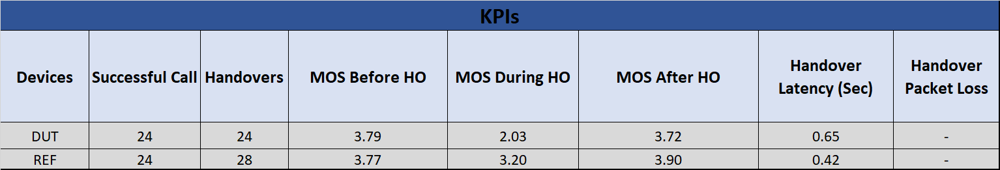 KPIs
Devices Successful Call Handovers MOS Before HO MOS During HO MOS After HO Handover Latency (Sec) Handover Packet Loss
DUT 24 24 3.79 2.03 3.72 0.65 -
REF 24 28 3.77 3.20 3.90 0.42 -